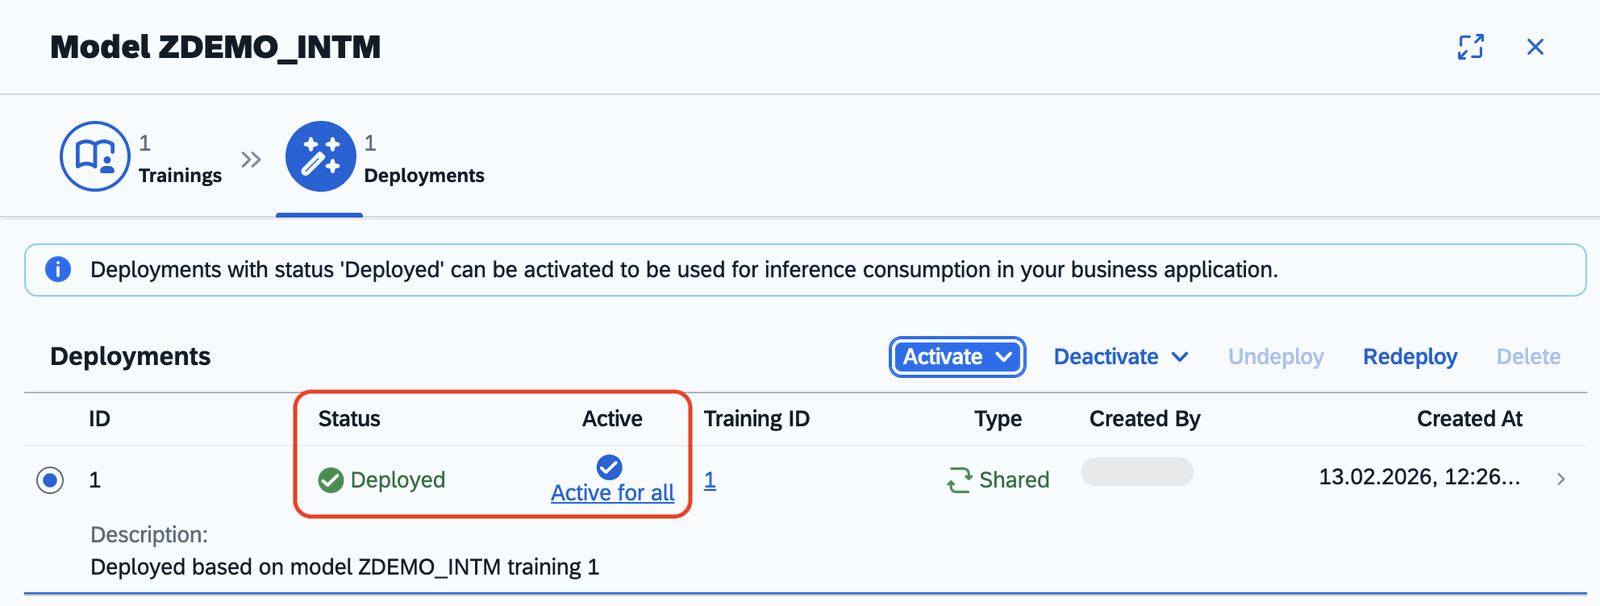 Model ZDEMO_INTM
1
Trainings
1
Deployments
Deployments with status 'Deployed' can be activated to be used for inference consumption in your business application.
Deployments Activate Deactivate Undeploy Redeploy Delete
ID Status Active Training ID Type Created By Created At
1 Deployed Active for all 1 Shared 13.02.2026, 12:26...
Description:
Deployed based on model ZDEMO_INTM training 1